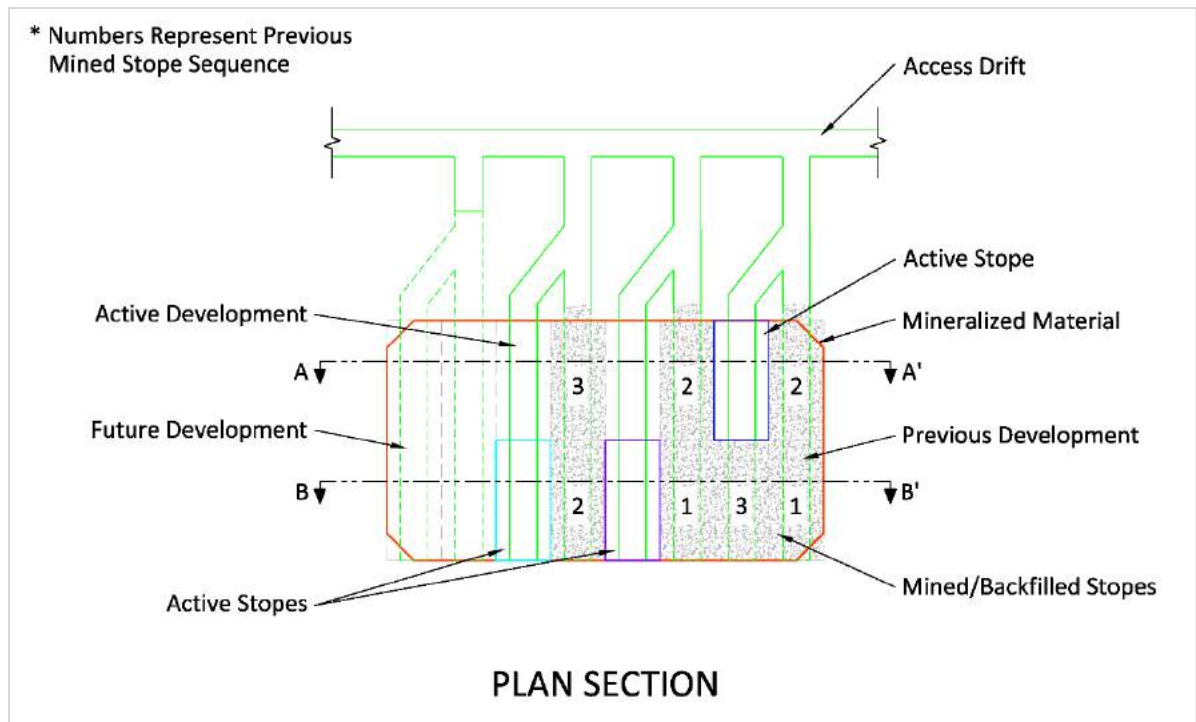 * Numbers Represent Previous
Mined Stope Sequence
Access Drift
Active Stope
Active Development
Mineralized Material
A
A'
3
2
2
Future Development
Previous Development
B
B'
2
1
3
1
Active Stopes
Mined/Backfilled Stopes
PLAN SECTION